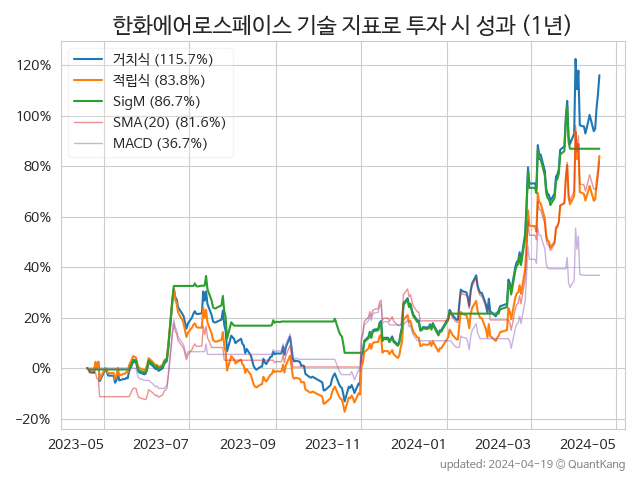 한화에어로스페이스 기술 지표로 투자 시 성과 (1년)
거치식 (115.7%)
적립식 (83.8%)
SigM (86.7%)
SMA(20) (81.6%)
MACD (36.7%)
120%
100%
80%
60%
40%
20%
0%
−20%
2023-05 2023-07 2023-09 2023-11 2024-01 2024-03 2024-05
updated: 2024-04-19 © QuantKang